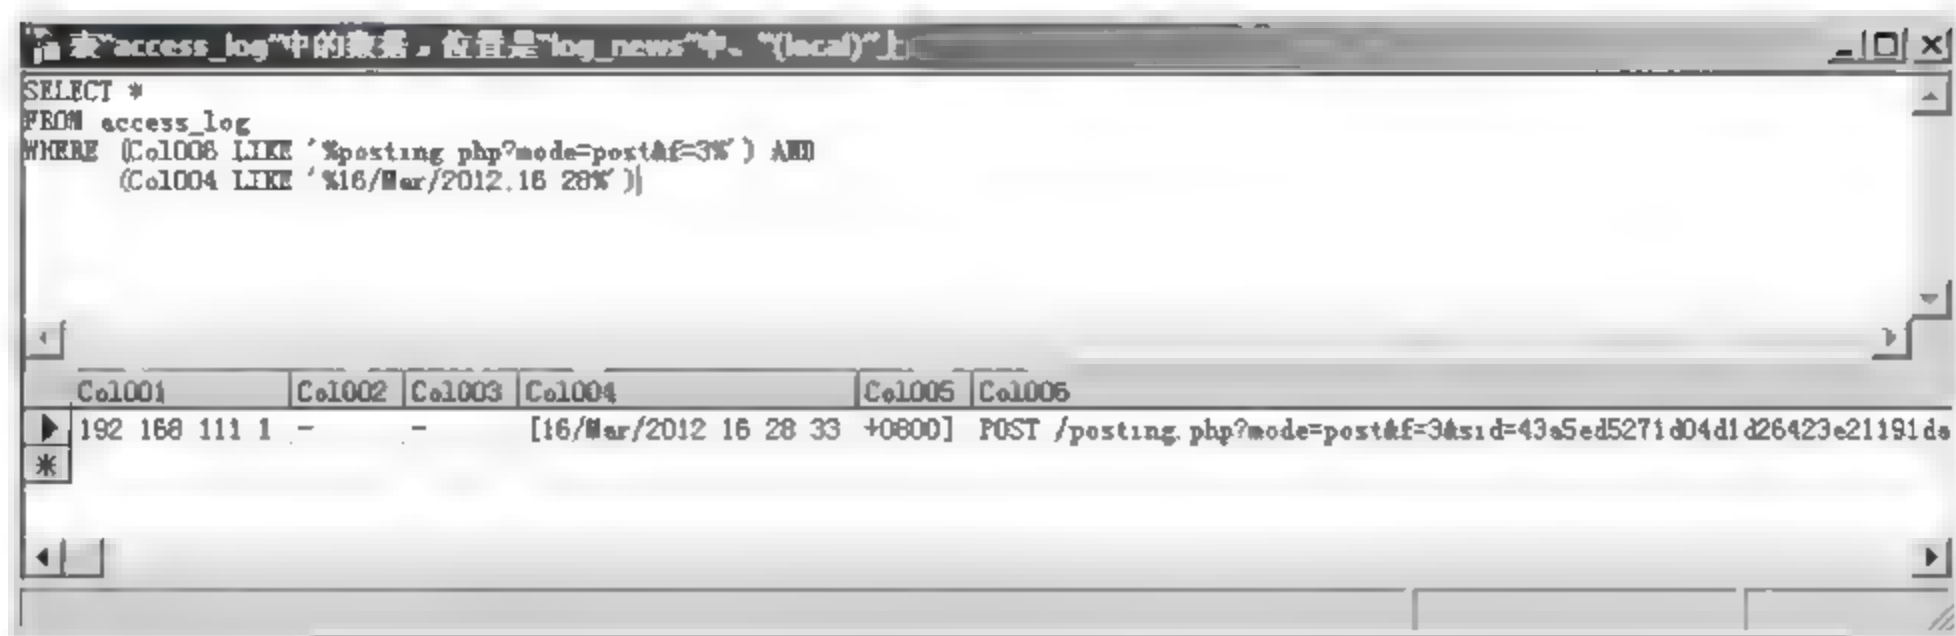 表"access_log"中的数据，位置是"log_news"中、"(local)"上
SELECT *
FROM access_log
WHERE (Col006 LIKE '%posting.php?mode=post&f=3%') AND
(Col004 LIKE '%16/Mar/2012:16:28%')
Col001 Col002 Col003 Col004 Col005 Col006
192.168.111.1 - - [16/Mar/2012:16:28:33 +0800] POST /posting.php?mode=post&f=3&sid=43a5ed5271d04d1d26423e21191da